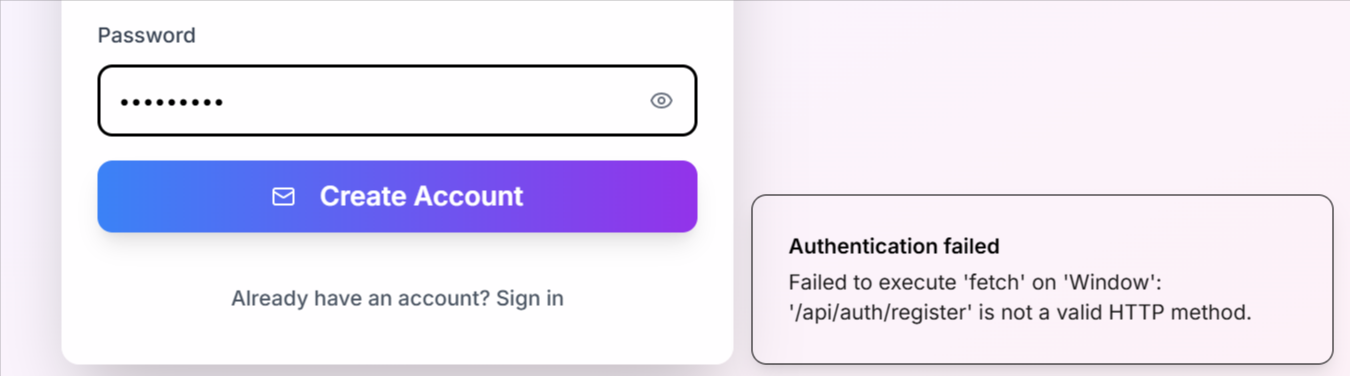 Password
•••••••••
Create Account
Already have an account? Sign in
Authentication failed
Failed to execute 'fetch' on 'Window':
'/api/auth/register' is not a valid HTTP method.